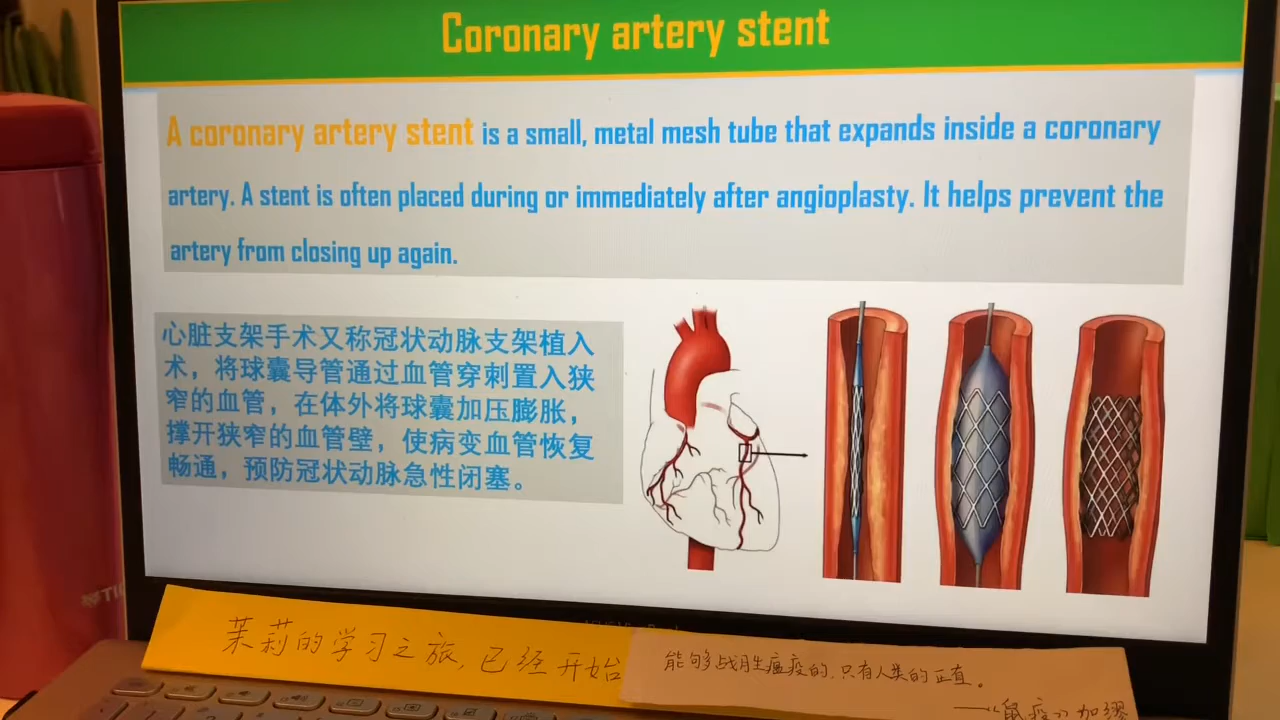 Coronary artery stent
A coronary artery stent is a small, metal mesh tube that expands inside a coronary
artery. A stent is often placed during or immediately after angioplasty. It helps prevent the
artery from closing up again.
心脏支架手术又称冠状动脉支架植入
术，将球囊导管通过血管穿刺置入狭
窄的血管，在体外将球囊加压膨胀，
撑开狭窄的血管壁，使病变血管恢复
畅通，预防冠状动脉急性闭塞。
茉莉的学习之旅，已经开始
能够战胜瘟疫的，只有人类的正直。
——《鼠疫》加缪